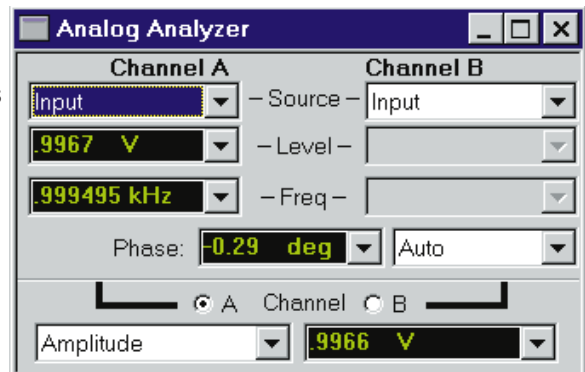 Analog Analyzer
Channel A Channel B
Input – Source – Input
.9967 V – Level –
.999495 kHz – Freq –
Phase: -0.29 deg Auto
A Channel B
Amplitude .9966 V